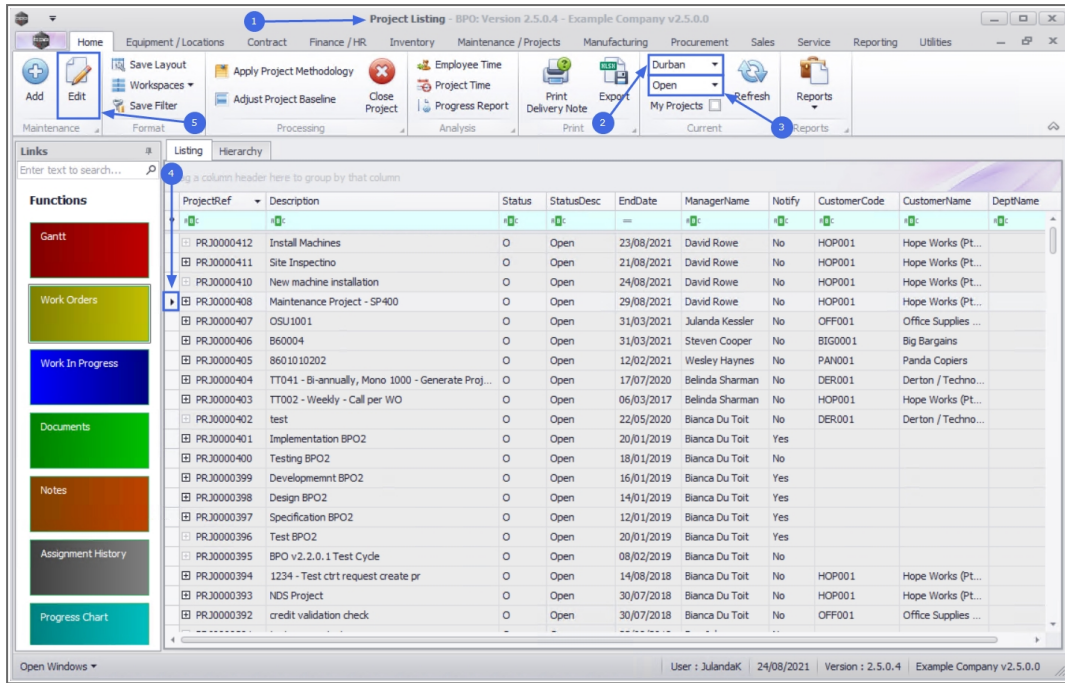 1
Project Listing - BPO: Version 2.5.0.4 - Example Company v2.5.0.0
Home Equipment / Locations Contract Finance / HR Inventory Maintenance / Projects Manufacturing Procurement Sales Service Reporting Utilities
Add Edit Save Layout Workspaces Save Filter
Apply Project Methodology Adjust Project Baseline Close Project
Employee Time Project Time Progress Report
Print Delivery Note Export
Durban Open My Projects Refresh Reports
2 3 5
Maintenance Format Processing Analysis Print Current Reports
Links Listing Hierarchy
Enter text to search... 4 a column header here to group by that column
Functions
ProjectRef Description Status StatusDesc EndDate ManagerName Notify CustomerCode CustomerName DeptName
PRJ0000412 Install Machines O Open 23/08/2021 David Rowe No HOP001 Hope Works (Pt...
PRJ0000411 Site Inspectino O Open 21/08/2021 David Rowe No HOP001 Hope Works (Pt...
PRJ0000410 New machine installation O Open 24/08/2021 David Rowe No HOP001 Hope Works (Pt...
PRJ0000408 Maintenance Project - SP400 O Open 29/08/2021 David Rowe No HOP001 Hope Works (Pt...
PRJ0000407 OSU1001 O Open 31/03/2021 Julanda Kessler No OFF001 Office Supplies ...
PRJ0000406 B60004 O Open 31/03/2021 Steven Cooper No BIG0001 Big Bargains
PRJ0000405 8601010202 O Open 12/02/2021 Wesley Haynes No PAN001 Panda Copiers
PRJ0000404 TT041 - Bi-annually, Mono 1000 - Generate Proj... O Open 17/07/2020 Belinda Sharman No DER001 Derton / Techno...
PRJ0000403 TT002 - Weekly - Call per WO O Open 06/03/2017 Belinda Sharman No HOP001 Hope Works (Pt...
PRJ0000402 test O Open 22/05/2020 Bianca Du Toit No DER001 Derton / Techno...
PRJ0000401 Implementation BPO2 O Open 20/01/2019 Bianca Du Toit Yes
PRJ0000400 Testing BPO2 O Open 18/01/2019 Bianca Du Toit No
PRJ0000399 Developmemnt BPO2 O Open 16/01/2019 Bianca Du Toit Yes
PRJ0000398 Design BPO2 O Open 14/01/2019 Bianca Du Toit Yes
PRJ0000397 Specification BPO2 O Open 12/01/2019 Bianca Du Toit Yes
PRJ0000396 Test BPO2 O Open 20/01/2019 Bianca Du Toit Yes
PRJ0000395 BPO v2.2.0.1 Test Cycle O Open 08/02/2019 Bianca Du Toit No
PRJ0000394 1234 - Test ctrt request create pr O Open 14/08/2018 Bianca Du Toit No HOP001 Hope Works (Pt...
PRJ0000393 NDS Project O Open 30/07/2018 Bianca Du Toit No HOP001 Hope Works (Pt...
PRJ0000392 credit validation check O Open 30/07/2018 Bianca Du Toit No OFF001 Office Supplies ...
Gantt
Work Orders
Work In Progress
Documents
Notes
Assignment History
Progress Chart
Open Windows User : JulandaK 24/08/2021 Version : 2.5.0.4 Example Company v2.5.0.0